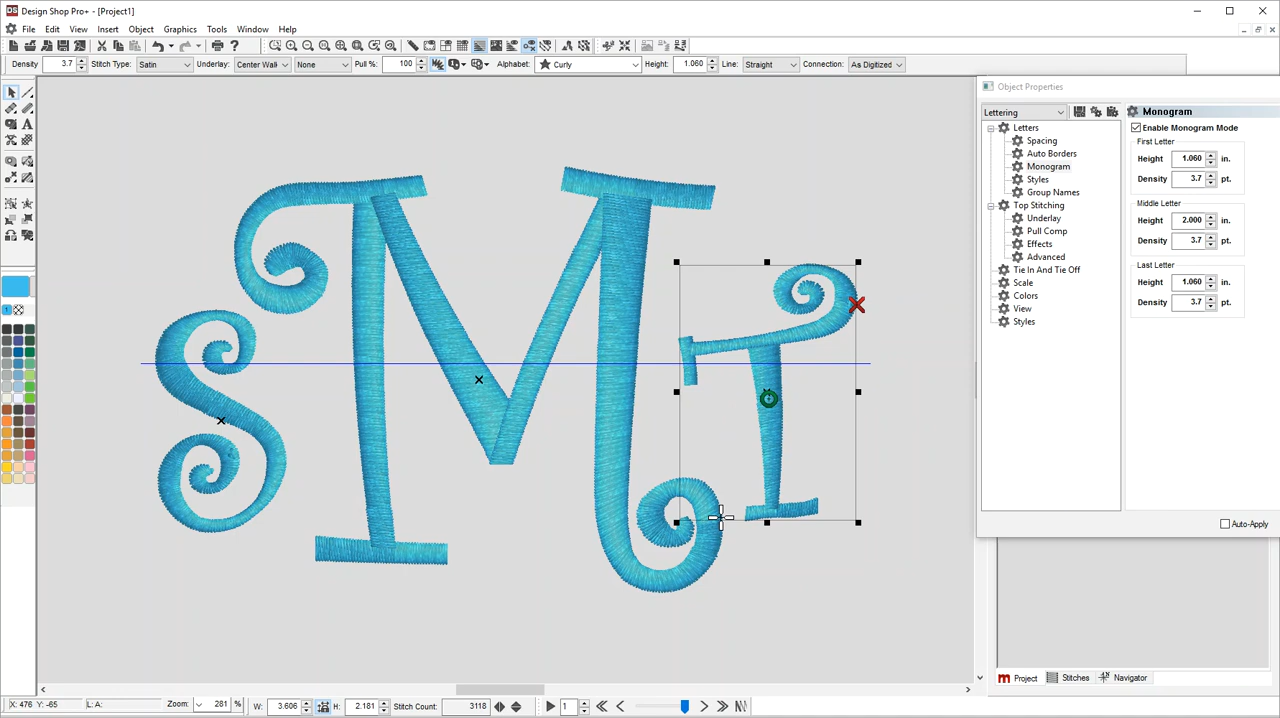 DS Design Shop Pro+ - [Project1]
File Edit View Insert Object Graphics Tools Window Help
Density 3.7 Stitch Type: Satin Underlay: Center Walk None Pull % 100 Alphabet: Curly Height: 1.060 Line: Straight Connection: As Digitized
Object Properties
Lettering
Letters
Spacing
Auto Borders
Monogram
Styles
Group Names
Top Stitching
Underlay
Pull Comp
Effects
Advanced
Tie In And Tie Off
Scale
Colors
View
Styles
Monogram
Enable Monogram Mode
First Letter
Height 1.060 in.
Density 3.7 pt.
Middle Letter
Height 2.000 in.
Density 3.7 pt.
Last Letter
Height 1.060 in.
Density 3.7 pt.
Auto-Apply
A
1
S M T
Project Stitches Navigator
X: 476 Y: -65 L: A: Zoom: 281 % W: 3.606 H: 2.181 Stitch Count: 3118 1